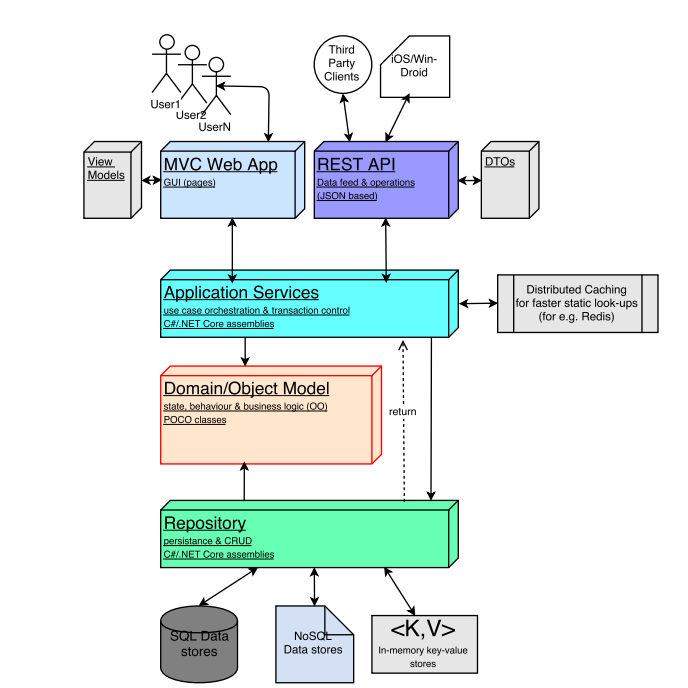 User1
User2
UserN
Third
Party
Clients
iOS/Win-
Droid
View
Models
MVC Web App
GUI (pages)
REST API
Data feed & operations
(JSON based)
DTOs
Application Services
use case orchestration & transaction control
C#/.NET Core assemblies
Distributed Caching
for faster static look-ups
(for e.g. Redis)
Domain/Object Model
state, behaviour & business logic (OO)
POCO classes
return
Repository
persistance & CRUD
C#/.NET Core assemblies
SQL Data
stores
NoSQL
Data stores
<K,V>
In-memory key-value
stores